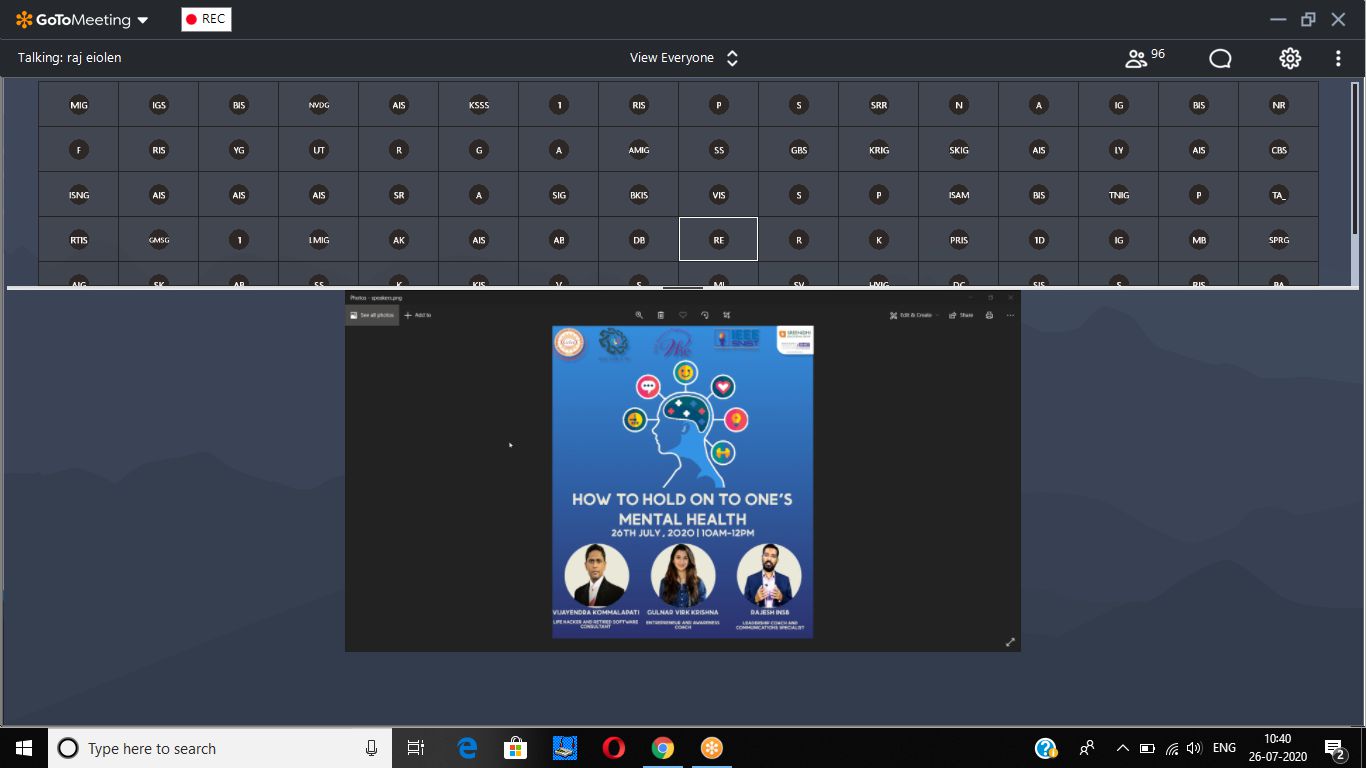 GoToMeeting REC
Talking: raj eiolen View Everyone 96
MIG IGS BIS NVDG AIS KSSS 1 RIS P S SRR N A IG BIS NR
F RIS YG UT R G A AMIG SS GBS KRIG SKIG AIS LY AIS CBS
ISNG AIS AIS AIS SR A SIG BKIS VIS S P ISAM BIS TNIG P TA_
RTIS GMSG 1 LMIG AK AIS AB DB RE R K PRIS 1D IG MB SPRG
AIG SK AB SS K KIS V S MI SV HYIG DC SIS S RIS PA
Photos - speakers.png
See all photos Add to Edit & Create Share
IEEE
SNIST
SREENIDHI
HOW TO HOLD ON TO ONE'S
MENTAL HEALTH
26TH JULY, 2020 | 10AM-12PM
VIJAYENDRA KOMMALAPATI GULNAR VIRK KRISHNA RAJESH INSB
LIFE HACKER AND RETIRED SOFTWARE
CONSULTANT
ENTREPRENEUR AND AWARENESS
COACH
LEADERSHIP COACH AND
COMMUNICATIONS SPECIALIST
Type here to search ENG 10:40
26-07-2020
2